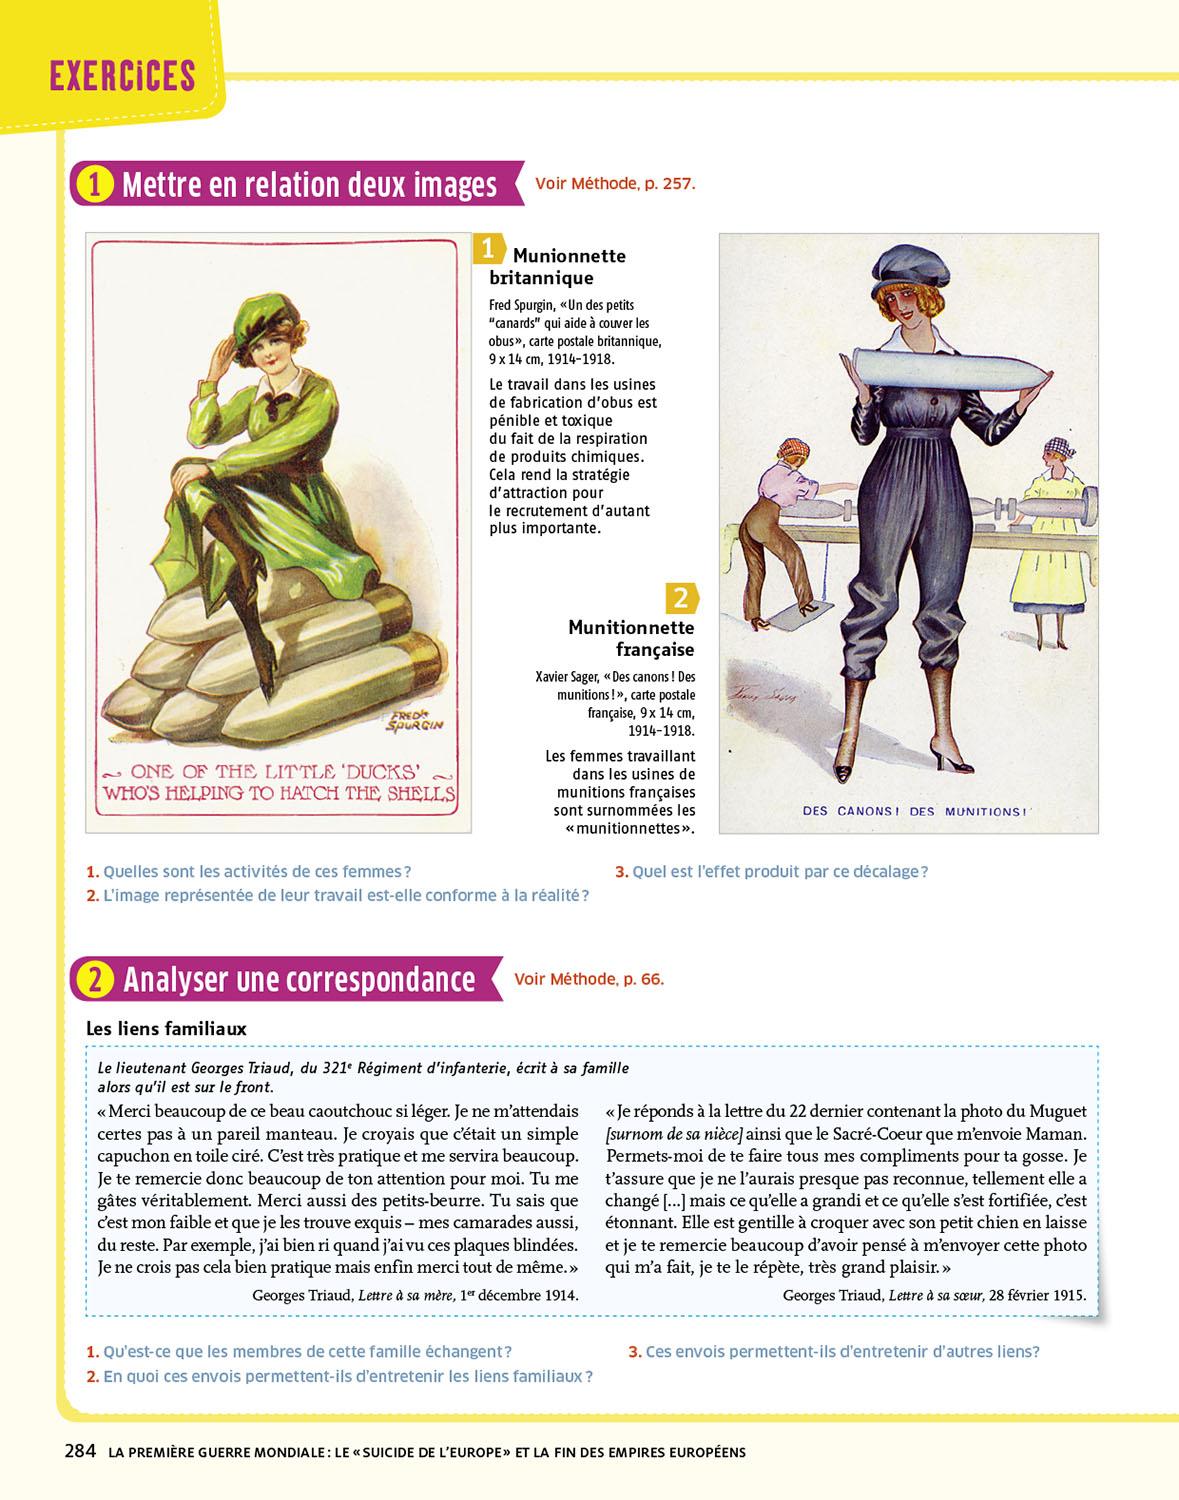 EXERCiCES
1 Mettre en relation deux images
Voir Méthode, p. 257.
1 Munionnette
britannique
Fred Spurgin, « Un des petits
“canards” qui aide à couver les
obus », carte postale britannique,
9 x 14 cm, 1914-1918.
Le travail dans les usines
de fabrication d’obus est
pénible et toxique
du fait de la respiration
de produits chimiques.
Cela rend la stratégie
d’attraction pour
le recrutement d’autant
plus importante.
FRED SPURGIN
ONE OF THE LITTLE ‘DUCKS’
WHO’S HELPING TO HATCH THE SHELLS
2
Munitionnette
française
Xavier Sager, « Des canons ! Des
munitions ! », carte postale
française, 9 x 14 cm,
1914-1918.
Les femmes travaillant
dans les usines de
munitions françaises
sont surnommées les
« munitionnettes ».
Xavier Sager
DES CANONS! DES MUNITIONS!
1. Quelles sont les activités de ces femmes ?
2. L’image représentée de leur travail est-elle conforme à la réalité ?
3. Quel est l’effet produit par ce décalage ?
2 Analyser une correspondance
Voir Méthode, p. 66.
Les liens familiaux
Le lieutenant Georges Triaud, du 321e Régiment d’infanterie, écrit à sa famille
alors qu’il est sur le front.
« Merci beaucoup de ce beau caoutchouc si léger. Je ne m’attendais
certes pas à un pareil manteau. Je croyais que c’était un simple
capuchon en toile ciré. C’est très pratique et me servira beaucoup.
Je te remercie donc beaucoup de ton attention pour moi. Tu me
gâtes véritablement. Merci aussi des petits-beurre. Tu sais que
c’est mon faible et que je les trouve exquis – mes camarades aussi,
du reste. Par exemple, j’ai bien ri quand j’ai vu ces plaques blindées.
Je ne crois pas cela bien pratique mais enfin merci tout de même. »
Georges Triaud, Lettre à sa mère, 1er décembre 1914.
« Je réponds à la lettre du 22 dernier contenant la photo du Muguet
[surnom de sa nièce] ainsi que le Sacré-Coeur que m’envoie Maman.
Permets-moi de te faire tous mes compliments pour ta gosse. Je
t’assure que je ne l’aurais presque pas reconnue, tellement elle a
changé [...] mais ce qu’elle a grandi et ce qu’elle s’est fortifiée, c’est
étonnant. Elle est gentille à croquer avec son petit chien en laisse
et je te remercie beaucoup d’avoir pensé à m’envoyer cette photo
qui m’a fait, je te le répète, très grand plaisir. »
Georges Triaud, Lettre à sa sœur, 28 février 1915.
1. Qu’est-ce que les membres de cette famille échangent ?
2. En quoi ces envois permettent-ils d’entretenir les liens familiaux ?
3. Ces envois permettent-ils d’entretenir d’autres liens?
284 LA PREMIÈRE GUERRE MONDIALE : LE « SUICIDE DE L’EUROPE » ET LA FIN DES EMPIRES EUROPÉENS